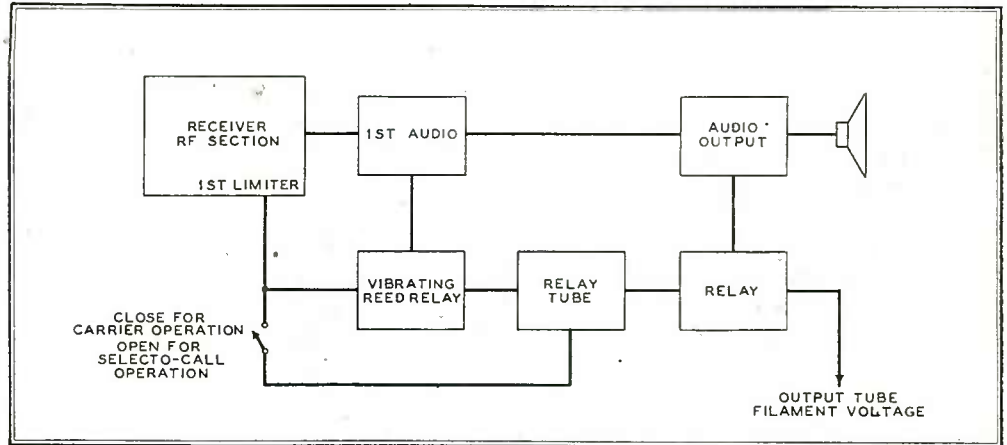 RECEIVER
RF SECTION
1ST LIMITER
1ST AUDIO
AUDIO
OUTPUT
VIBRATING
REED RELAY
RELAY
TUBE
RELAY
CLOSE FOR
CARRIER OPERATION
OPEN FOR
SELECTO-CALL
OPERATION
OUTPUT TUBE
FILAMENT VOLTAGE